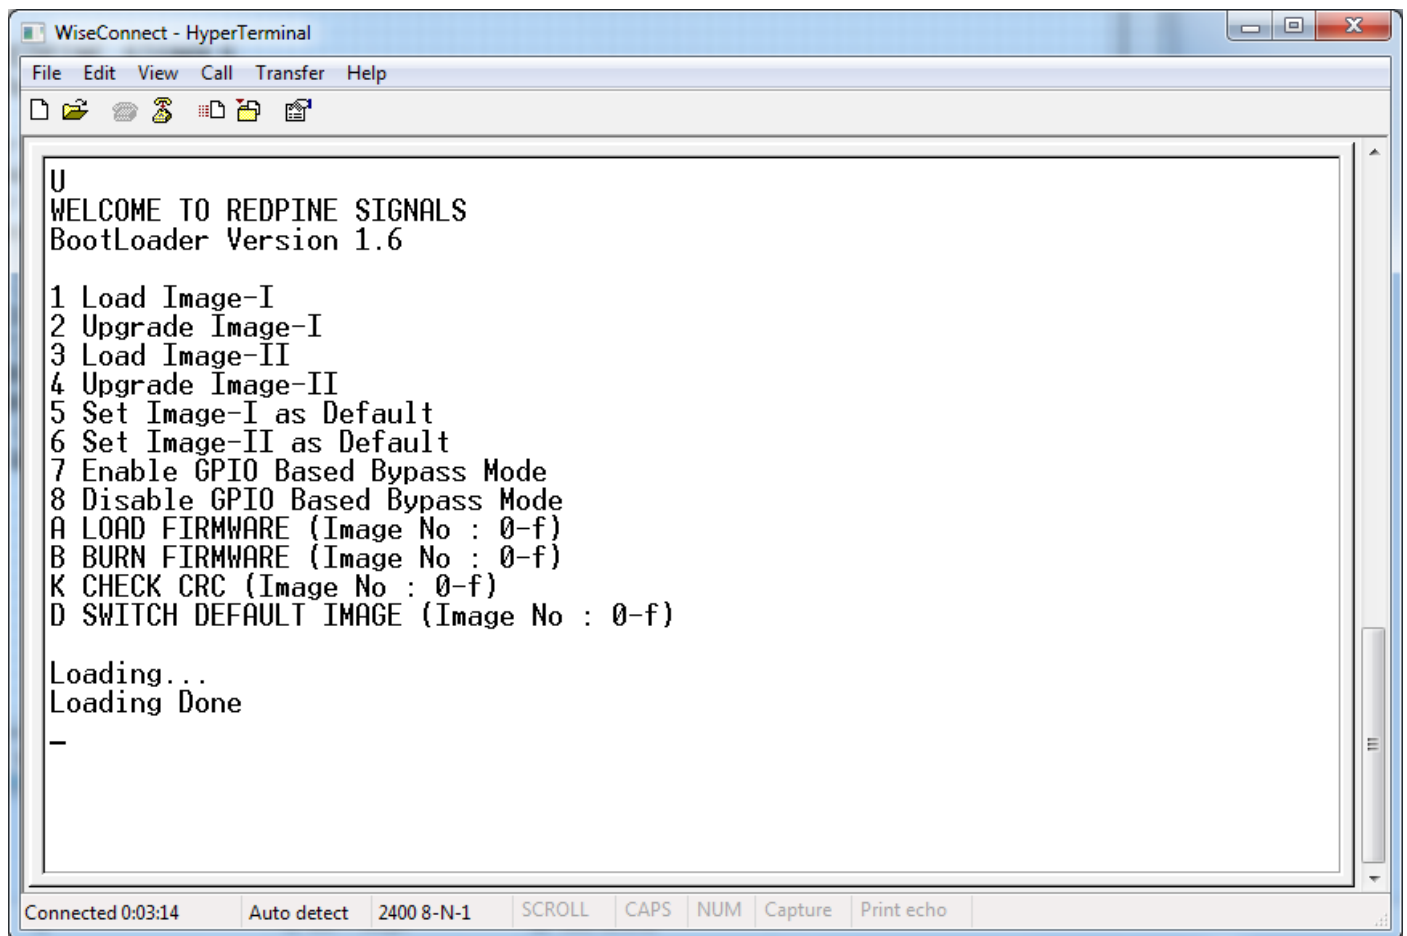 WiseConnect - HyperTerminal
File Edit View Call Transfer Help
U
WELCOME TO REDPINE SIGNALS
BootLoader Version 1.6
1 Load Image-I
2 Upgrade Image-I
3 Load Image-II
4 Upgrade Image-II
5 Set Image-I as Default
6 Set Image-II as Default
7 Enable GPIO Based Bypass Mode
8 Disable GPIO Based Bypass Mode
A LOAD FIRMWARE (Image No : 0-f)
B BURN FIRMWARE (Image No : 0-f)
K CHECK CRC (Image No : 0-f)
D SWITCH DEFAULT IMAGE (Image No : 0-f)
Loading...
Loading Done
_
Connected 0:03:14 Auto detect 2400 8-N-1 SCROLL CAPS NUM Capture Print echo